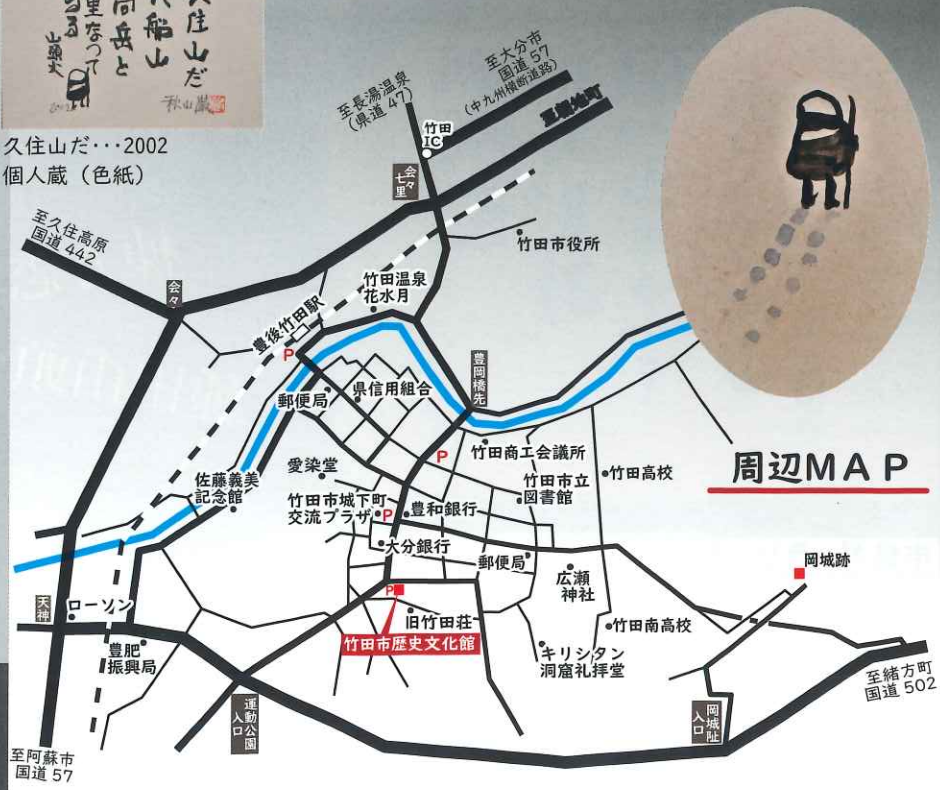 久住山だ
船山
岳と
重なって
山頭火
秋山巌
久住山だ･･･2002
個人蔵（色紙）
至大分市
国道57
（中九州横断道路）
至長湯温泉
（県道47）
竹田
IC
会々
七里
至久住高原
国道442
会々
竹田市役所
竹田温泉
花水月
豊後竹田駅
P
豊岡橋先
郵便局
県信用組合
P
竹田商工会議所
愛染堂
竹田市立
図書館
竹田高校
周辺MAP
佐藤義美
記念館
竹田市城下町
交流プラザ
P
豊和銀行
大分銀行
郵便局
広瀬
神社
岡城跡
P
旧竹田荘
竹田市歴史文化館
竹田南高校
キリシタン
洞窟礼拝堂
天神
ローソン
豊肥
振興局
運動公園
入口
岡城阯
入口
至緒方町
国道502
至阿蘇市
国道57